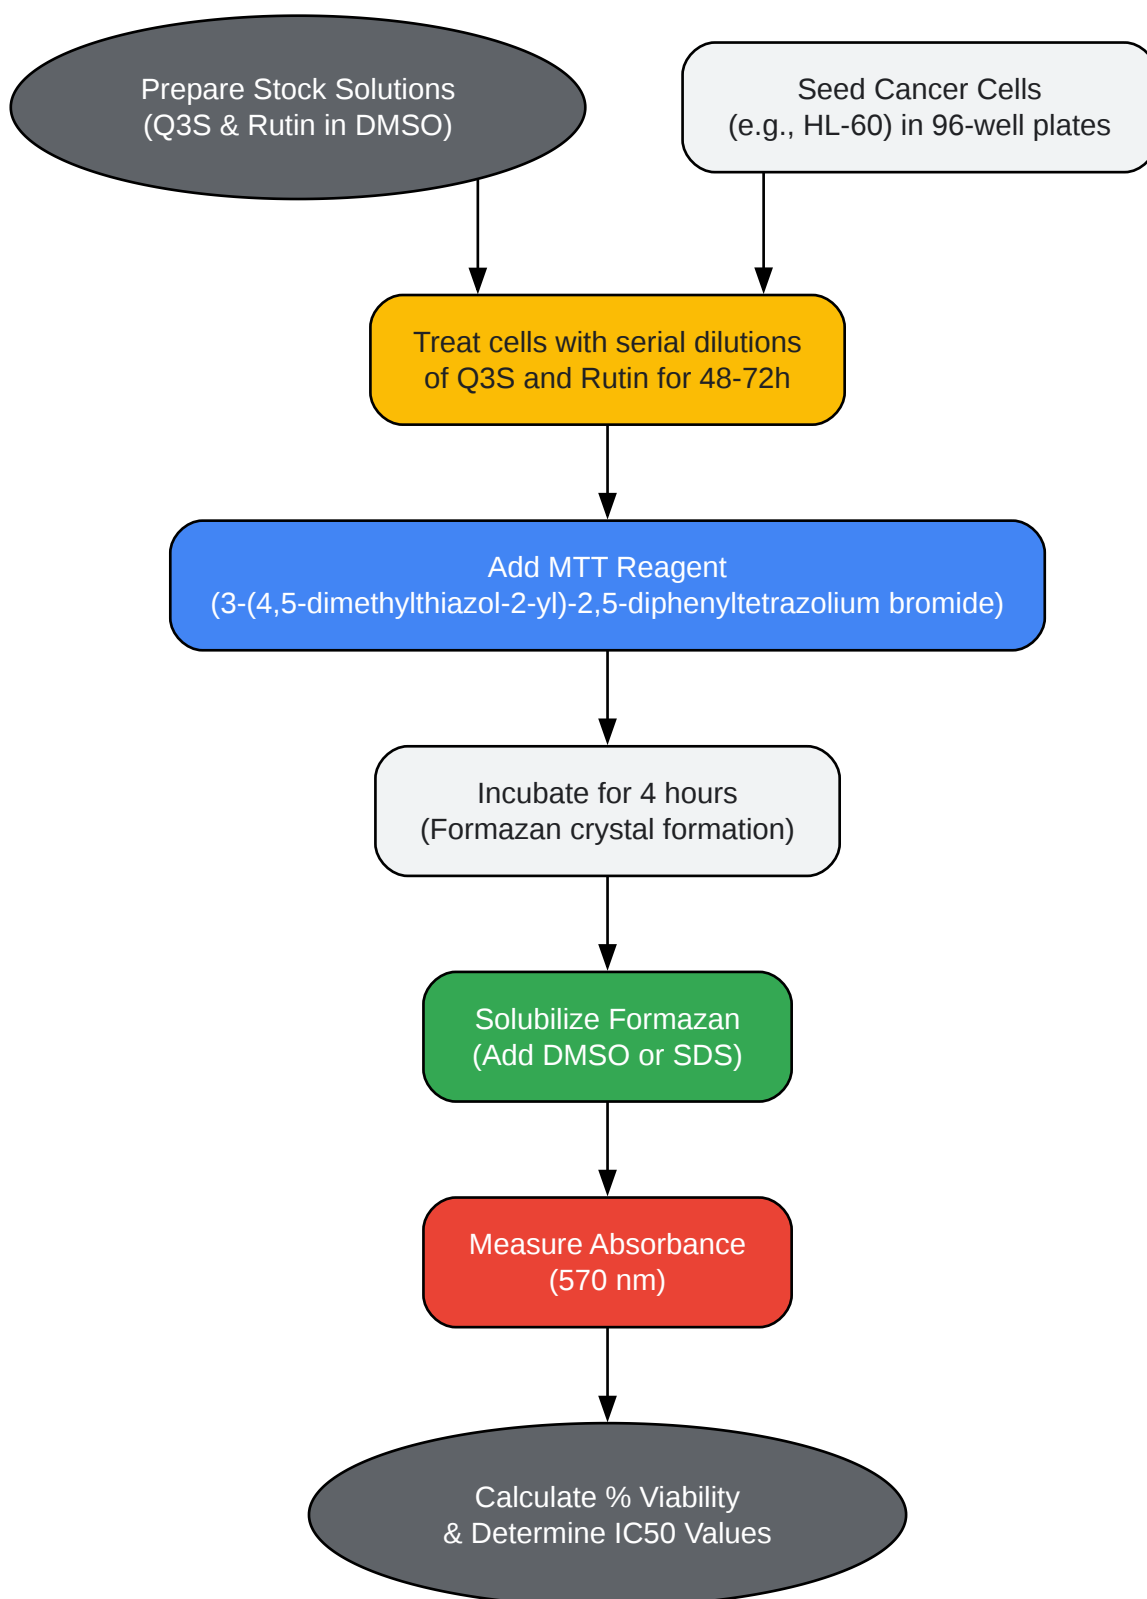 Prepare Stock Solutions
(Q3S & Rutin in DMSO)
Seed Cancer Cells
(e.g., HL-60) in 96-well plates
Treat cells with serial dilutions
of Q3S and Rutin for 48-72h
Add MTT Reagent
(3-(4,5-dimethylthiazol-2-yl)-2,5-diphenyltetrazolium bromide)
Incubate for 4 hours
(Formazan crystal formation)
Solubilize Formazan
(Add DMSO or SDS)
Measure Absorbance
(570 nm)
Calculate % Viability
& Determine IC50 Values